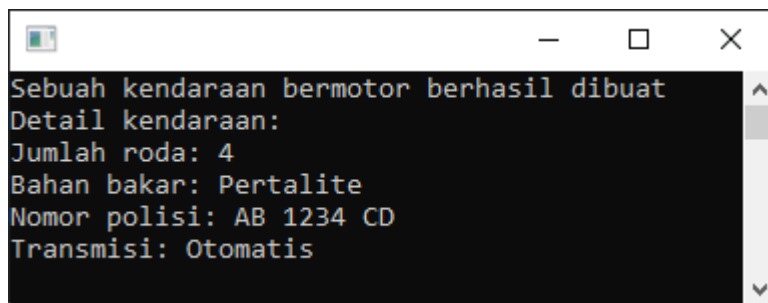 Sebuah kendaraan bermotor berhasil dibuat
Detail kendaraan:
Jumlah roda: 4
Bahan bakar: Pertalite
Nomor polisi: AB 1234 CD
Transmisi: Otomatis